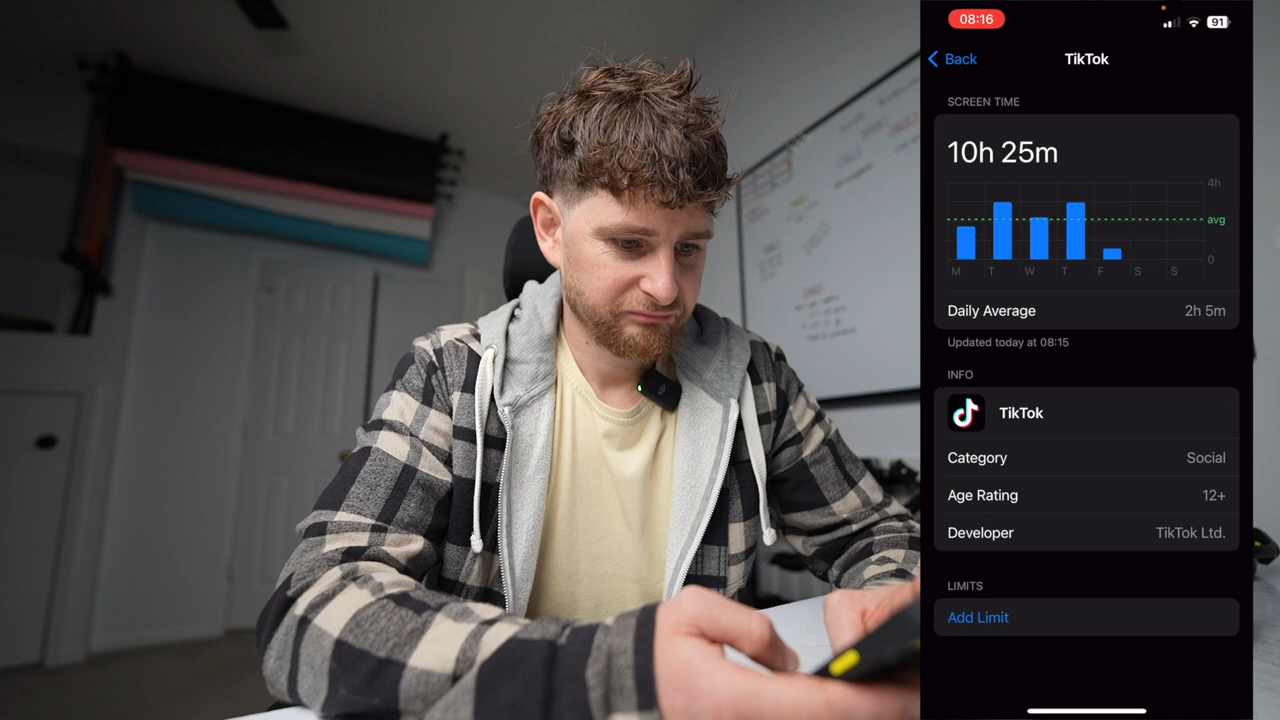 08:16
91
Back
TikTok
SCREEN TIME
10h 25m
4h
avg
0
M T W T F S S
Daily Average 2h 5m
Updated today at 08:15
INFO
TikTok
Category Social
Age Rating 12+
Developer TikTok Ltd.
LIMITS
Add Limit